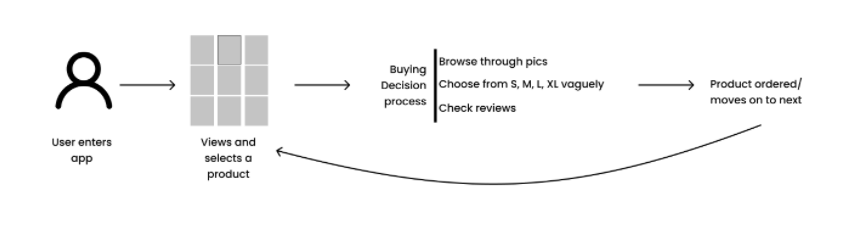 User enters
app
Views and
selects a
product
Buying
Decision
process
Browse through pics
Choose from S, M, L, XL vaguely
Check reviews
Product ordered/
moves on to next